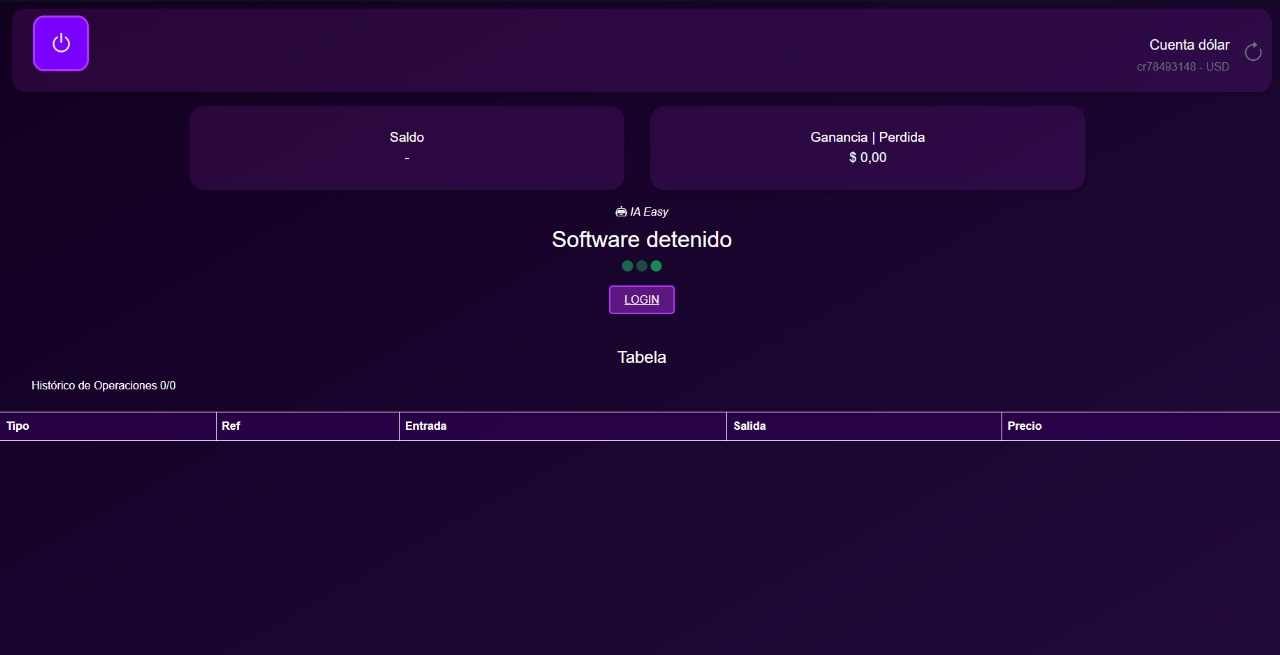 Cuenta dólar
cr78493148 - USD
Saldo
-
Ganancia | Perdida
$ 0,00
IA Easy
Software detenido
LOGIN
Tabela
Histórico de Operaciones 0/0
Tipo Ref Entrada Salida Precio